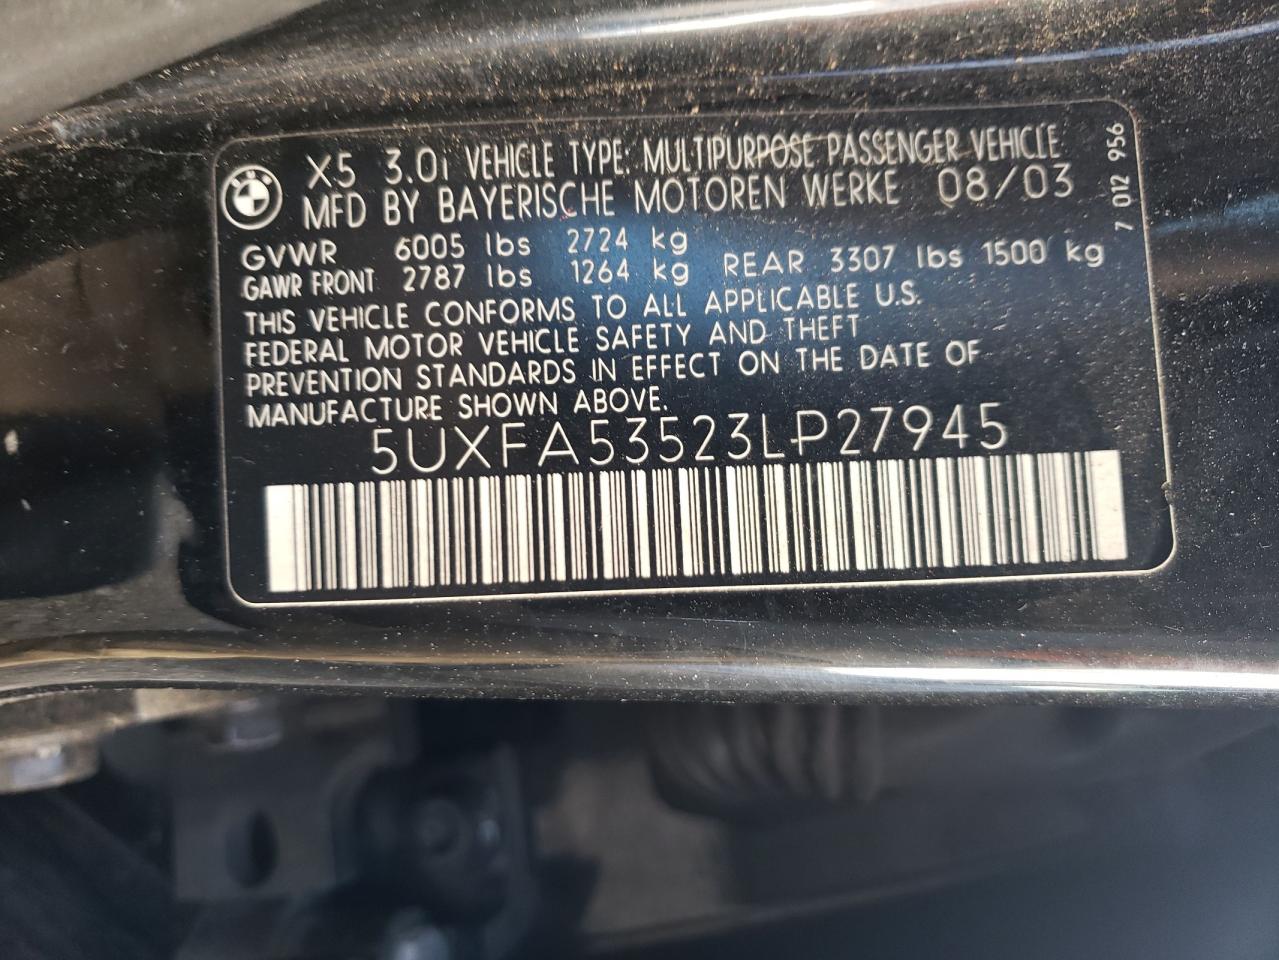 X5 3.0i VEHICLE TYPE: MULTIPURPOSE PASSENGER VEHICLE
MFD BY BAYERISCHE MOTOREN WERKE 08/03
GVWR 6005 lbs 2724 kg
GAWR FRONT 2787 lbs 1264 kg REAR 3307 lbs 1500 kg
THIS VEHICLE CONFORMS TO ALL APPLICABLE U.S.
FEDERAL MOTOR VEHICLE SAFETY AND THEFT
PREVENTION STANDARDS IN EFFECT ON THE DATE OF
MANUFACTURE SHOWN ABOVE.
5UXFA53523LP27945
7 012 956